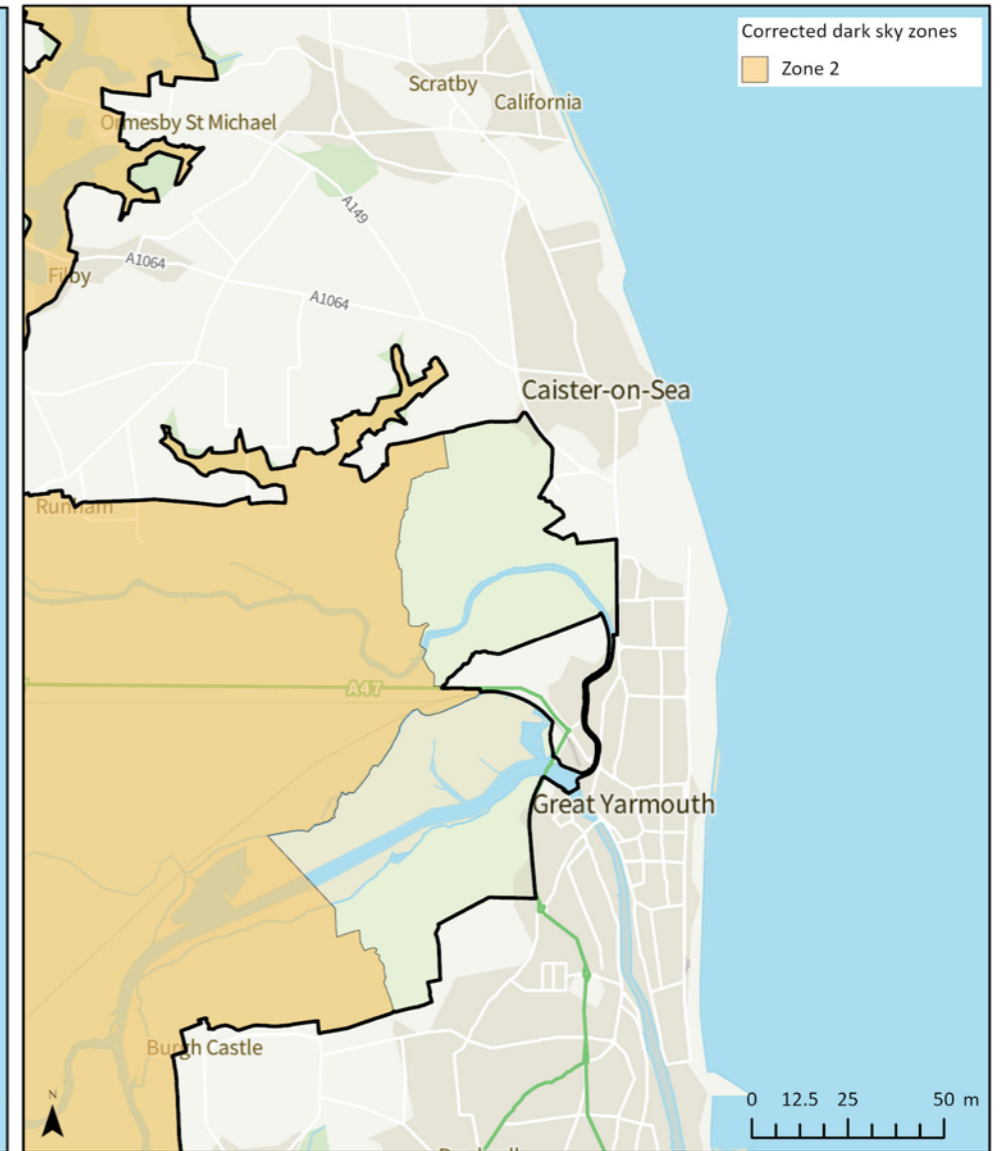 Corrected dark sky zones
Zone 2
Scratby
California
Ormesby St Michael
A149
A1064
Filby
A1064
Caister-on-Sea
Runham
A47
Great Yarmouth
Burgh Castle
N
0 12.5 25 50 m